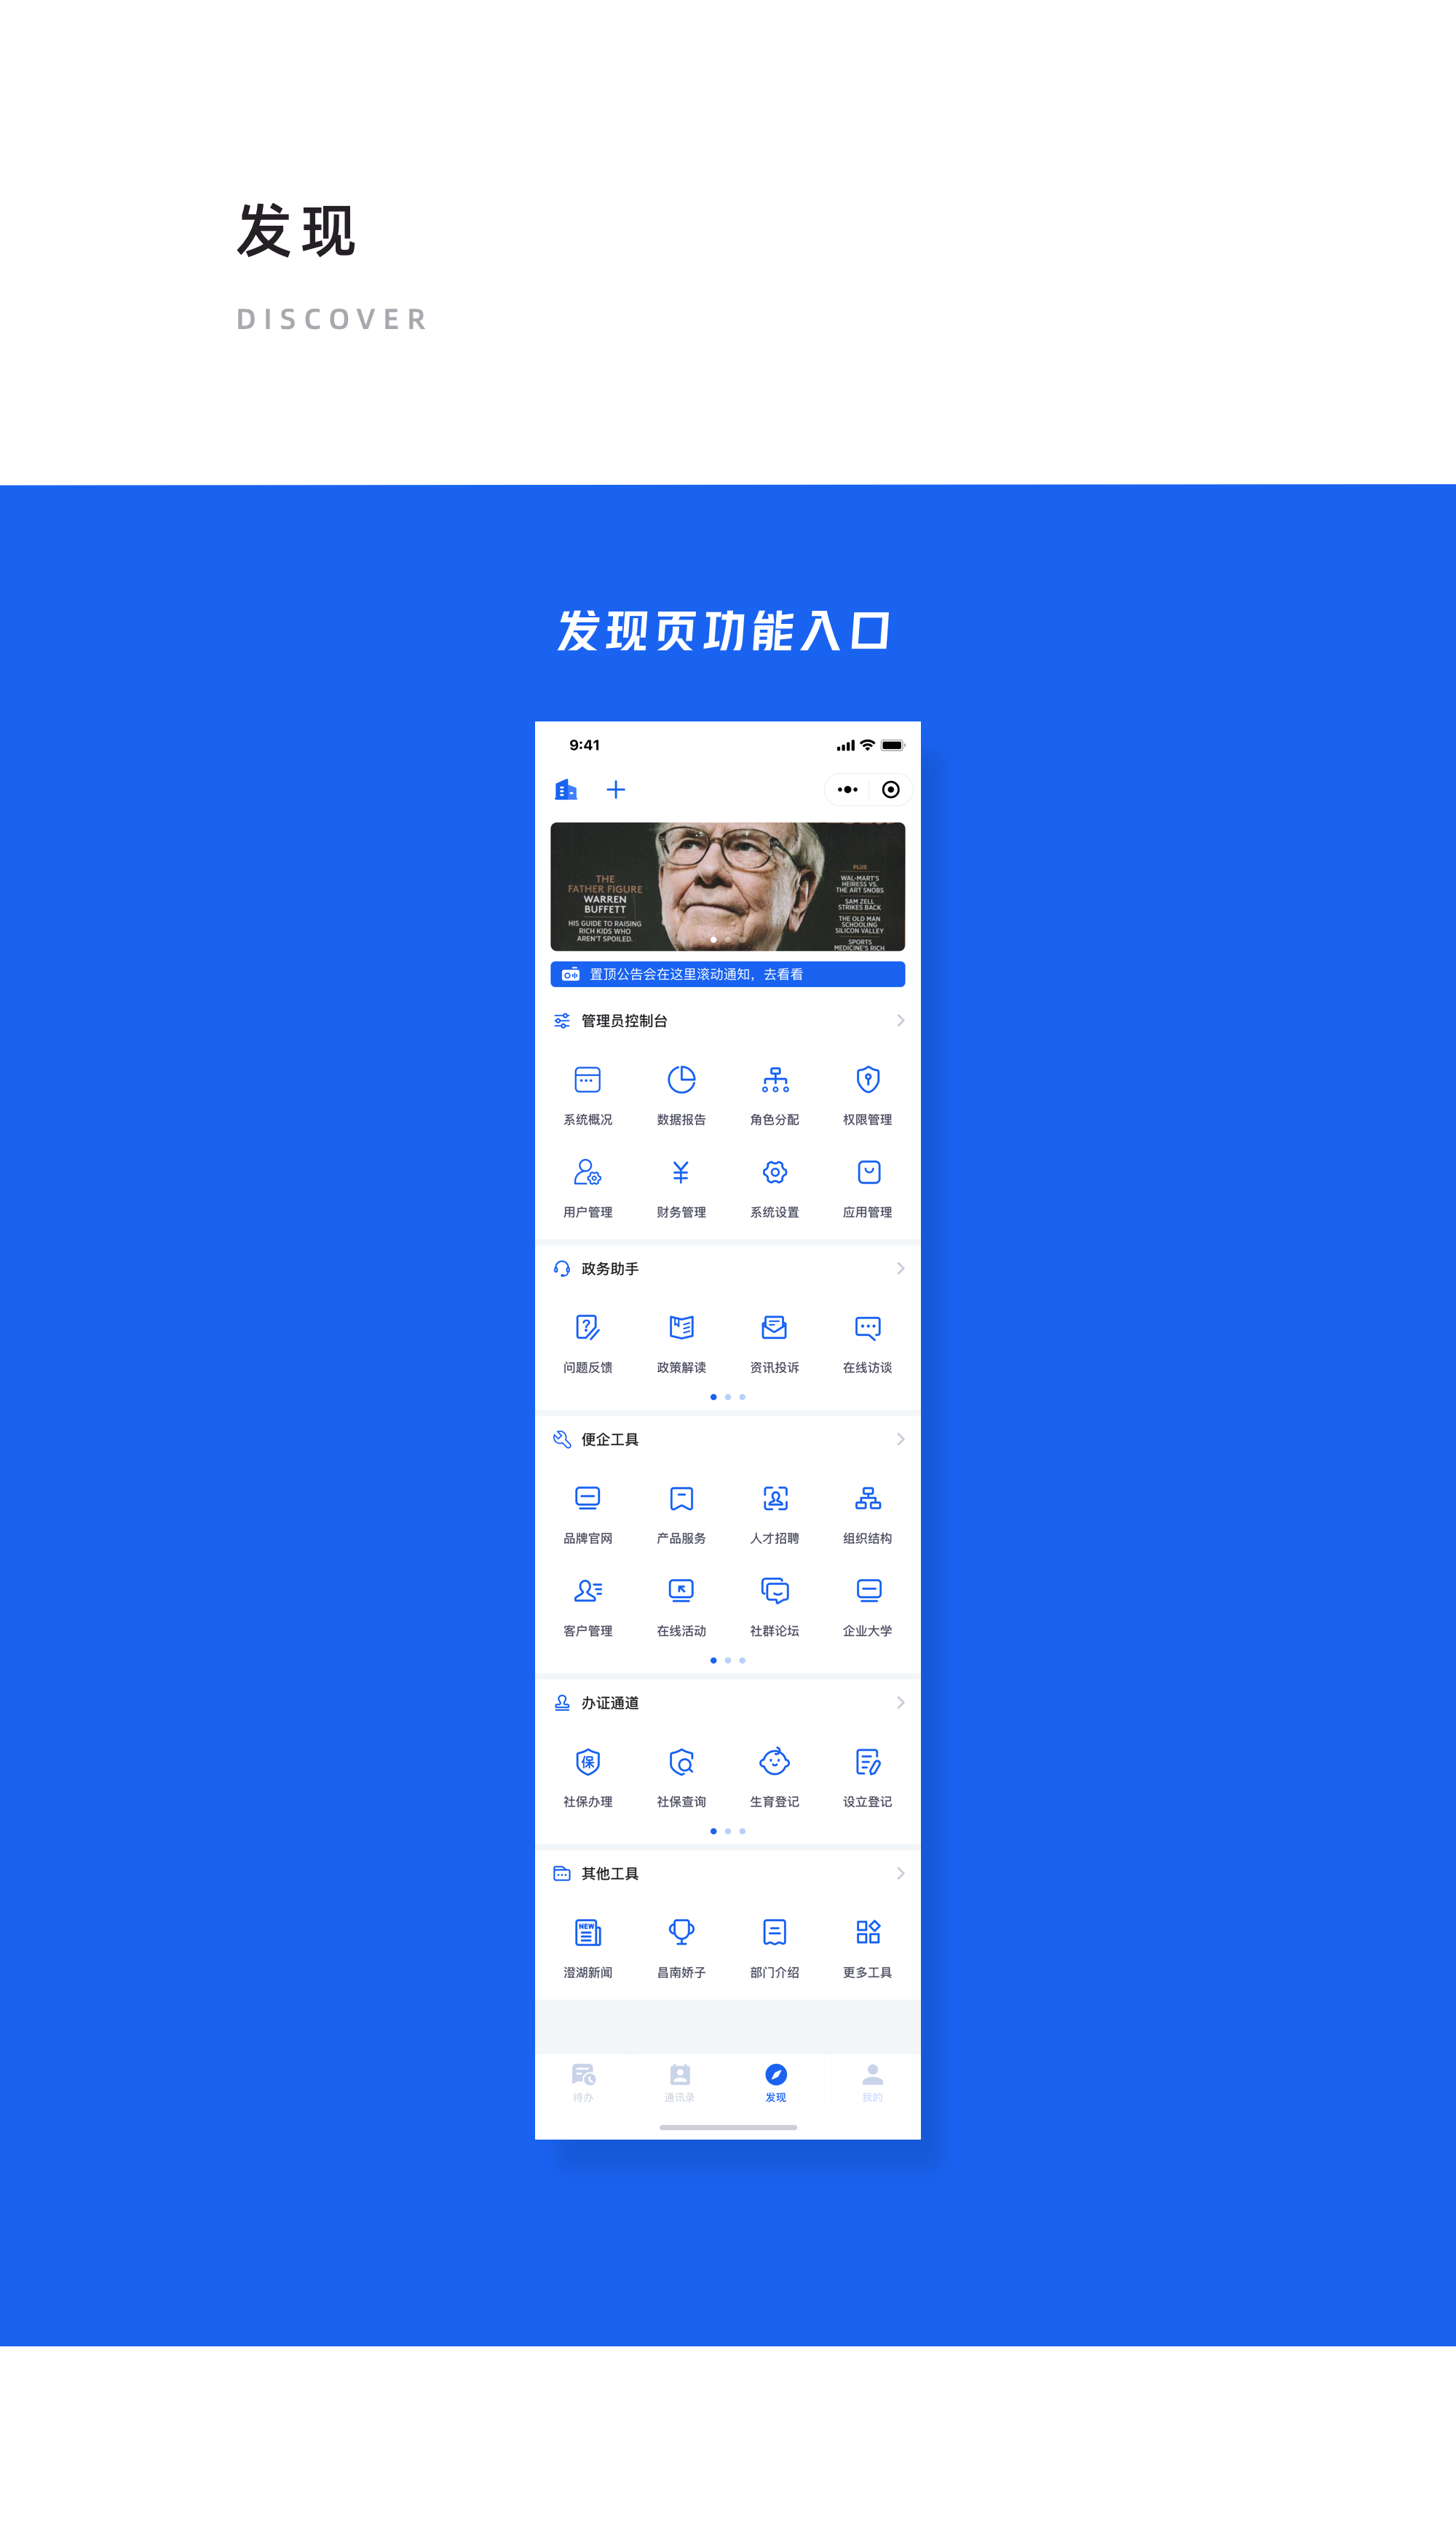 发现
DISCOVER
发现页功能入口
9:41
THE
FATHER FIGURE
WARREN
BUFFETT
HIS GUIDE TO RAISING
RICH KIDS WHO
AREN'T SPOILED.
PLUS
WAL-MART'S
HEIRESS VS.
THE ART SNOBS
SAM ZELL
STRIKES BACK
THE OLD MAN
SCHOOLING
SILICON VALLEY
SPORTS
MEDICINE'S RICH
置顶公告会在这里滚动通知，去看看
管理员控制台
系统概况 数据报告 角色分配 权限管理
用户管理 财务管理 系统设置 应用管理
政务助手
问题反馈 政策解读 资讯投诉 在线访谈
便企工具
品牌官网 产品服务 人才招聘 组织结构
客户管理 在线活动 社群论坛 企业大学
办证通道
保
社保办理 社保查询 生育登记 设立登记
其他工具
NEW
澄湖新闻 昌南娇子 部门介绍 更多工具
待办 通讯录 发现 我的